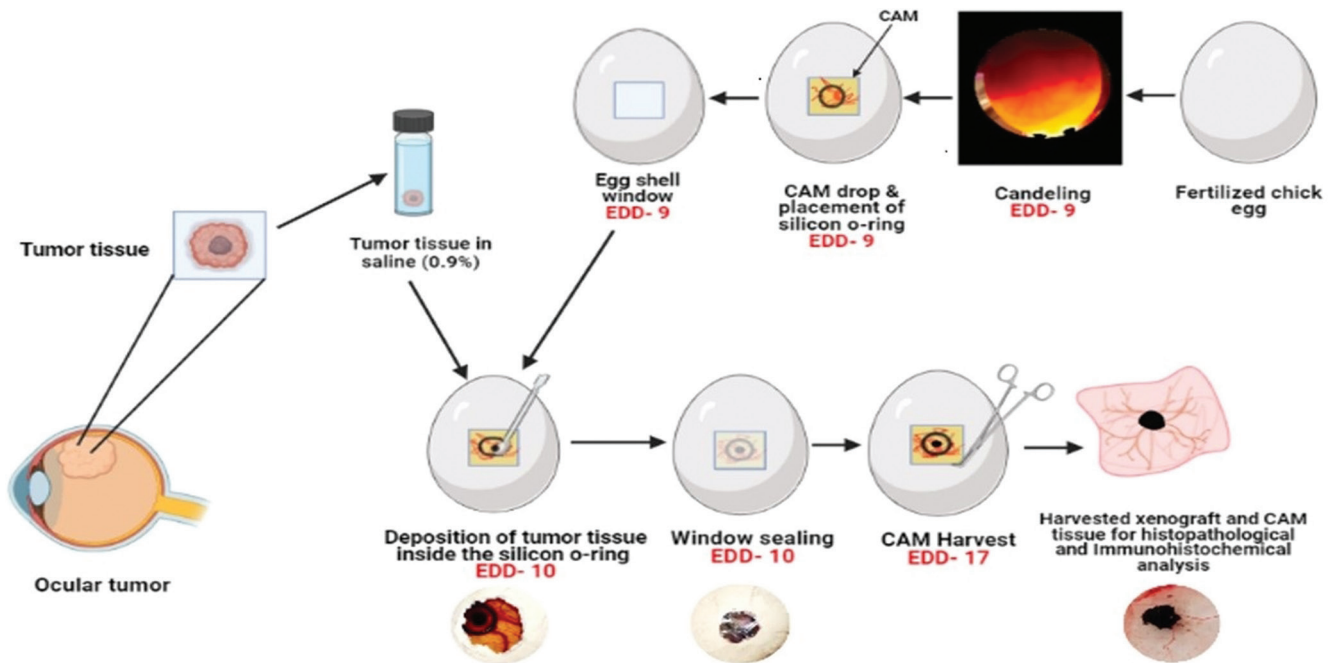 CAM
Egg shell
window
EDD- 9
CAM drop &
placement of
silicon o-ring
EDD- 9
Candeling
EDD- 9
Fertilized chick
egg
Tumor tissue
Tumor tissue in
saline (0.9%)
Ocular tumor
Deposition of tumor tissue
inside the silicon o-ring
EDD- 10
Window sealing
EDD- 10
CAM Harvest
EDD- 17
Harvested xenograft and CAM
tissue for histopathological
and Immunohistochemical
analysis